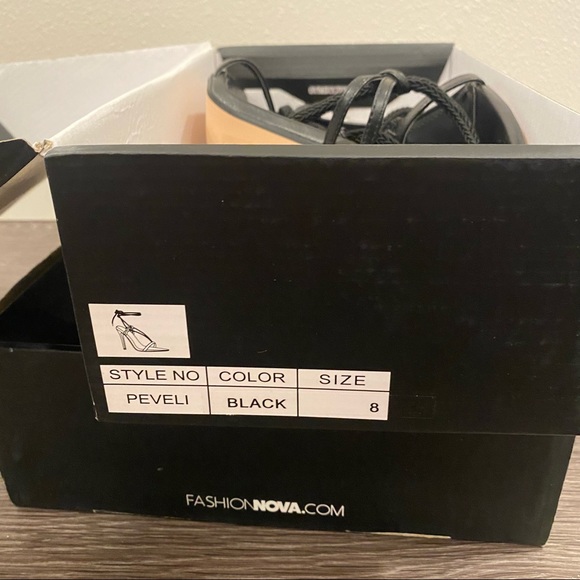 STYLE NO COLOR SIZE
PEVELI BLACK 8
FASHIONNOVA.COM